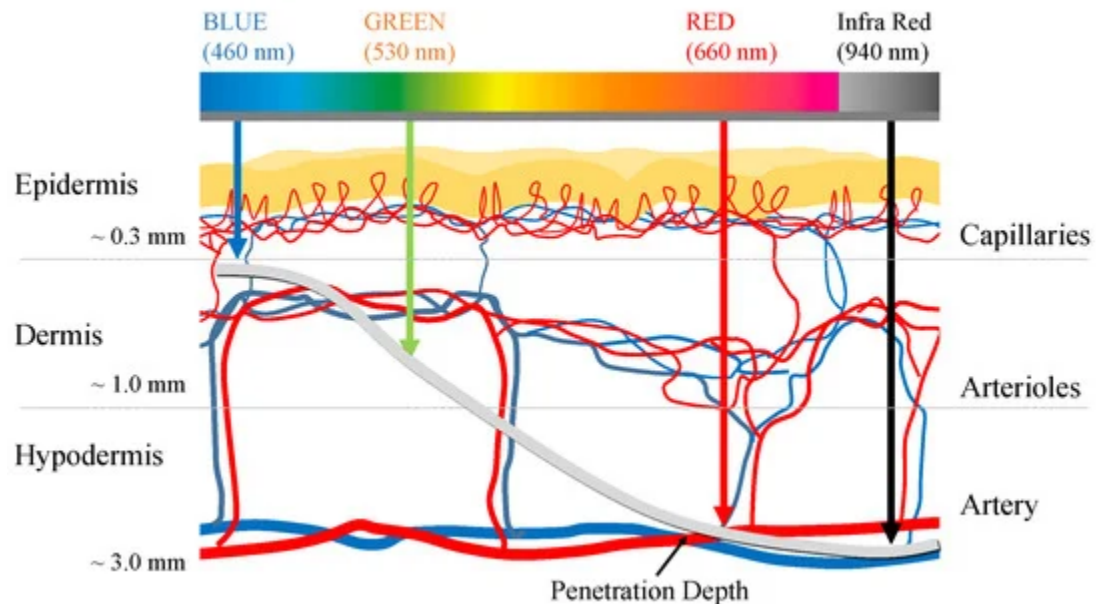 BLUE
(460 nm)
GREEN
(530 nm)
RED
(660 nm)
Infra Red
(940 nm)
Epidermis
~ 0.3 mm
Capillaries
Dermis
~ 1.0 mm
Arterioles
Hypodermis
Artery
~ 3.0 mm
Penetration Depth